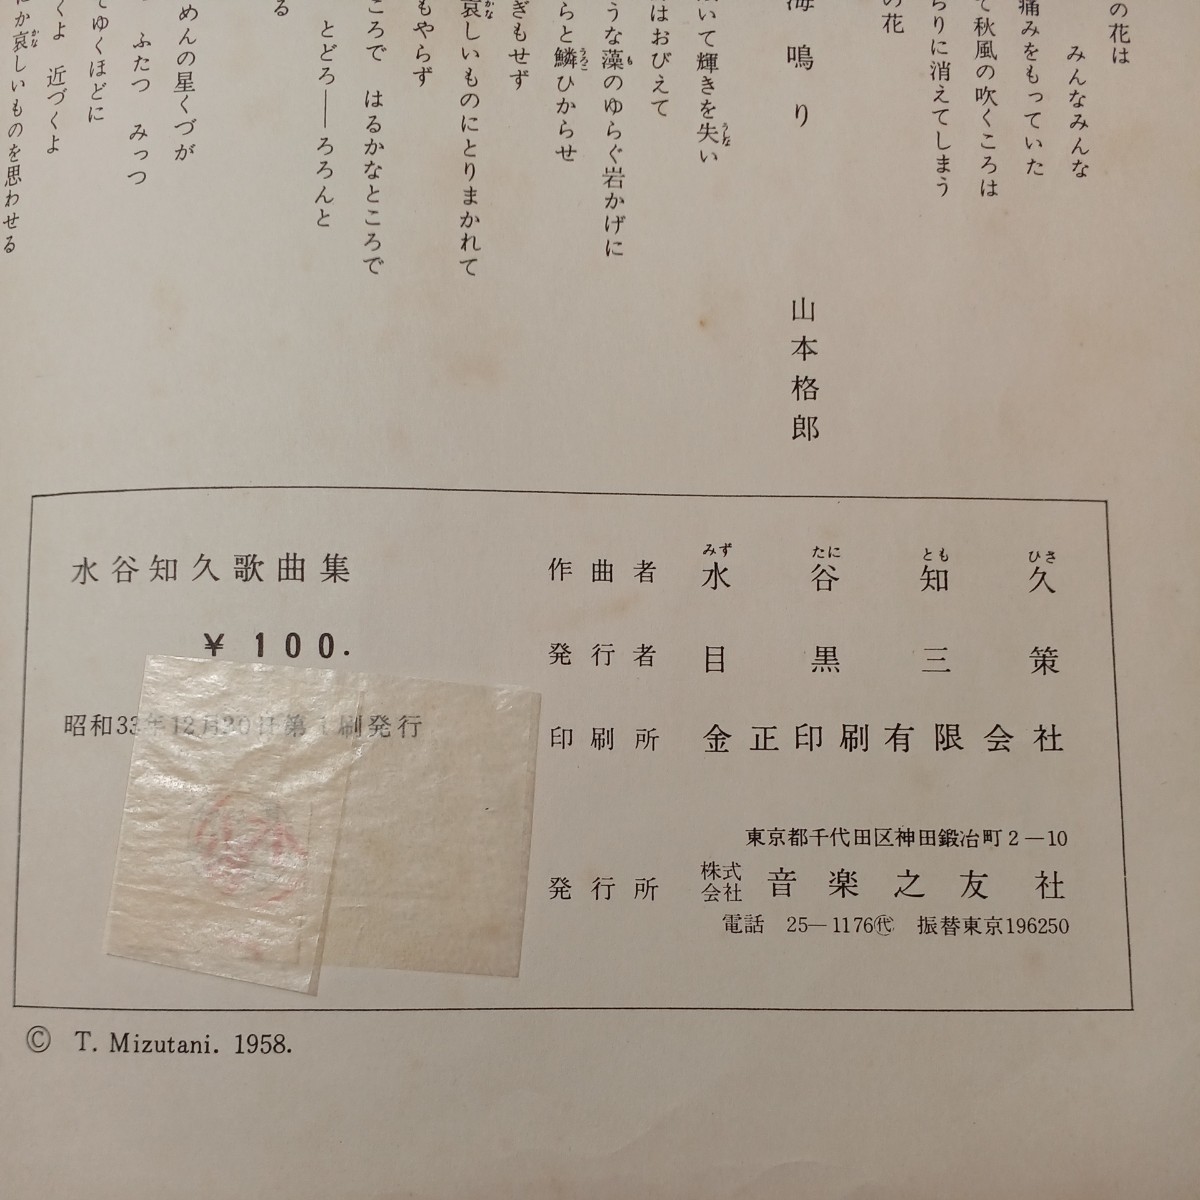 の花は
みんなみんな
痛みをもっていた
て秋風の吹くころは
らりに消えてしまう
の花
海鳴り
山本格郎
いて輝きを失い
はおびえて
うな藻のゆらぐ岩かげに
らと鱗ひからせ
ぎもせず
哀しいものにとりまかれて
もやらず
ころで はるかなところで
とどろ――ろろんと
る
めんの星くづが
ふたつ みっつ
てゆくほどに
くよ 近づくよ
にか哀しいものを思わせる
水谷知久歌曲集
¥100.
昭和33年12月20日第1刷発行
作曲者 水谷知久
みず たに とも ひさ
発行者 目黒三策
印刷所 金正印刷有限会社
東京都千代田区神田鍛冶町2―10
発行所 株式会社 音楽之友社
電話 25―1176㈹ 振替東京196250
© T. Mizutani. 1958.